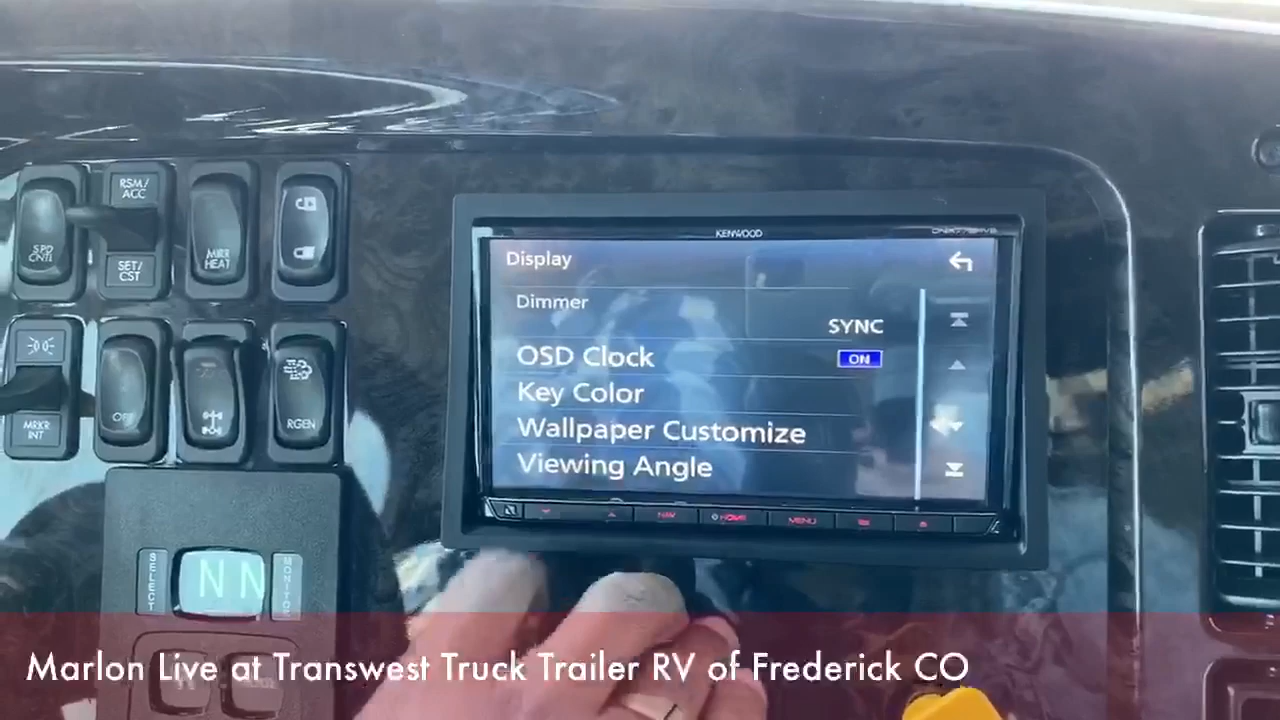 RSM/
ACC
SPD
CNTL
SET/
CST
MIRR
HEAT
KENWOOD
Display
Dimmer
SYNC
OSD Clock
ON
Key Color
Wallpaper Customize
Viewing Angle
OFF
MRKR
INT
RGEN
NAV
HOME
MENU
SELECT
N N
MONITOR
Marlon Live at Transwest Truck Trailer RV of Frederick CO